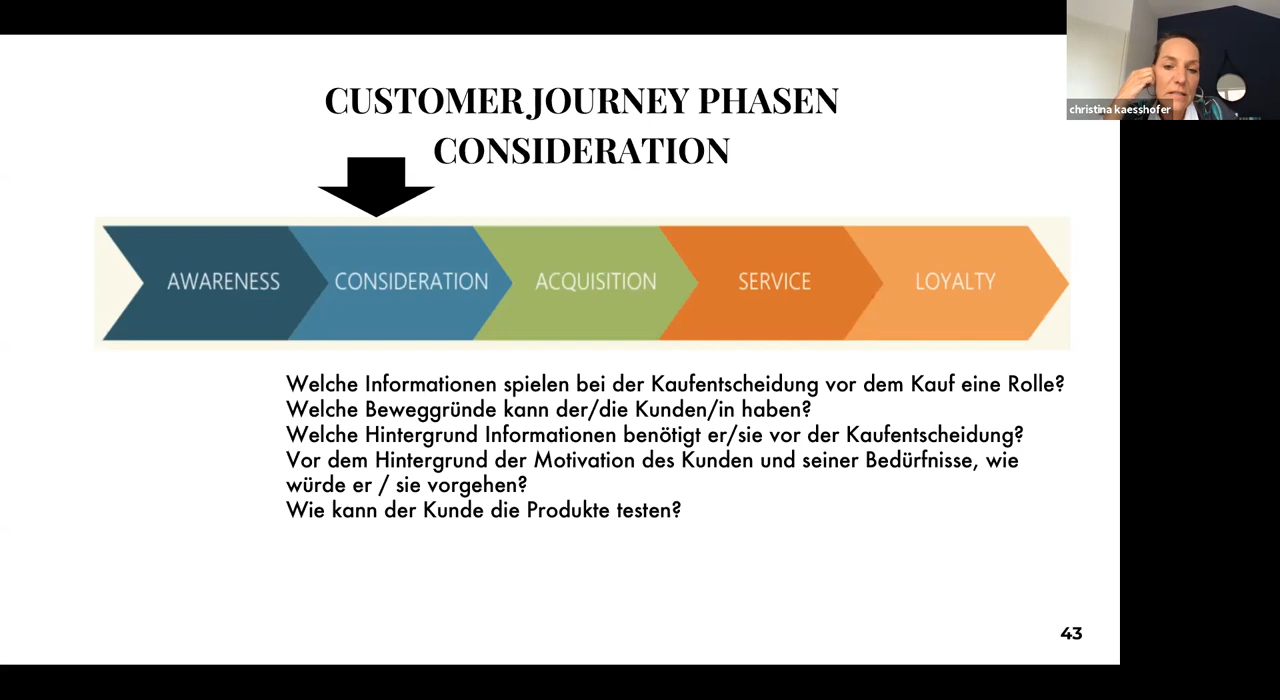 CUSTOMER JOURNEY PHASEN
CONSIDERATION
christina kaesshofer
AWARENESS
CONSIDERATION
ACQUISITION
SERVICE
LOYALTY
Welche Informationen spielen bei der Kaufentscheidung vor dem Kauf eine Rolle?
Welche Beweggründe kann der/die Kunden/in haben?
Welche Hintergrund Informationen benötigt er/sie vor der Kaufentscheidung?
Vor dem Hintergrund der Motivation des Kunden und seiner Bedürfnisse, wie
würde er / sie vorgehen?
Wie kann der Kunde die Produkte testen?
43